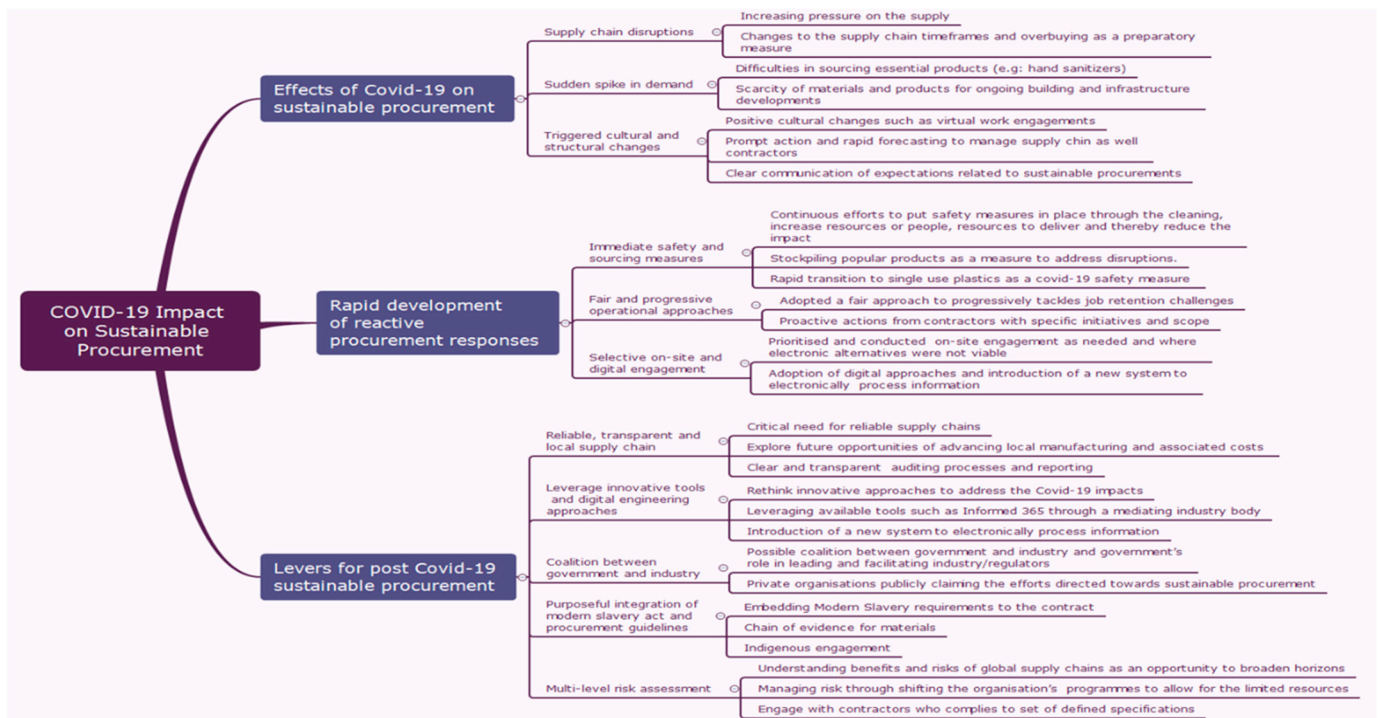 COVID-19 Impact
on Sustainable
Procurement
Effects of Covid-19 on
sustainable procurement
Supply chain disruptions
Increasing pressure on the supply
Changes to the supply chain timeframes and overbuying as a preparatory
measure
Sudden spike in demand
Difficulties in sourcing essential products (e.g: hand sanitizers)
Scarcity of materials and products for ongoing building and infrastructure
developments
Triggered cultural and
structural changes
Positive cultural changes such as virtual work engagements
Prompt action and rapid forecasting to manage supply chin as well
contractors
Clear communication of expectations related to sustainable procurements
Rapid development
of reactive
procurement responses
Immediate safety and
sourcing measures
Continuous efforts to put safety measures in place through the cleaning,
increase resources or people, resources to deliver and thereby reduce the
impact
Stockpiling popular products as a measure to address disruptions.
Rapid transition to single use plastics as a covid-19 safety measure
Fair and progressive
operational approaches
Adopted a fair approach to progressively tackles job retention challenges
Proactive actions from contractors with specific initiatives and scope
Selective on-site and
digital engagement
Prioritised and conducted on-site engagement as needed and where
electronic alternatives were not viable
Adoption of digital approaches and introduction of a new system to
electronically process information
Levers for post Covid-19
sustainable procurement
Reliable, transparent and
local supply chain
Critical need for reliable supply chains
Explore future opportunities of advancing local manufacturing and associated costs
Clear and transparent auditing processes and reporting
Leverage innovative tools
and digital engineering
approaches
Rethink innovative approaches to address the Covid-19 impacts
Leveraging available tools such as Informed 365 through a mediating industry body
Introduction of a new system to electronically process information
Coalition between
government and industry
Possible coalition between government and industry and government's
role in leading and facilitating industry/regulators
Private organisations publicly claiming the efforts directed towards sustainable procurement
Purposeful integration of
modern slavery act and
procurement guidelines
Embedding Modern Slavery requirements to the contract
Chain of evidence for materials
Indigenous engagement
Multi-level risk assessment
Understanding benefits and risks of global supply chains as an opportunity to broaden horizons
Managing risk through shifting the organisation's programmes to allow for the limited resources
Engage with contractors who complies to set of defined specifications